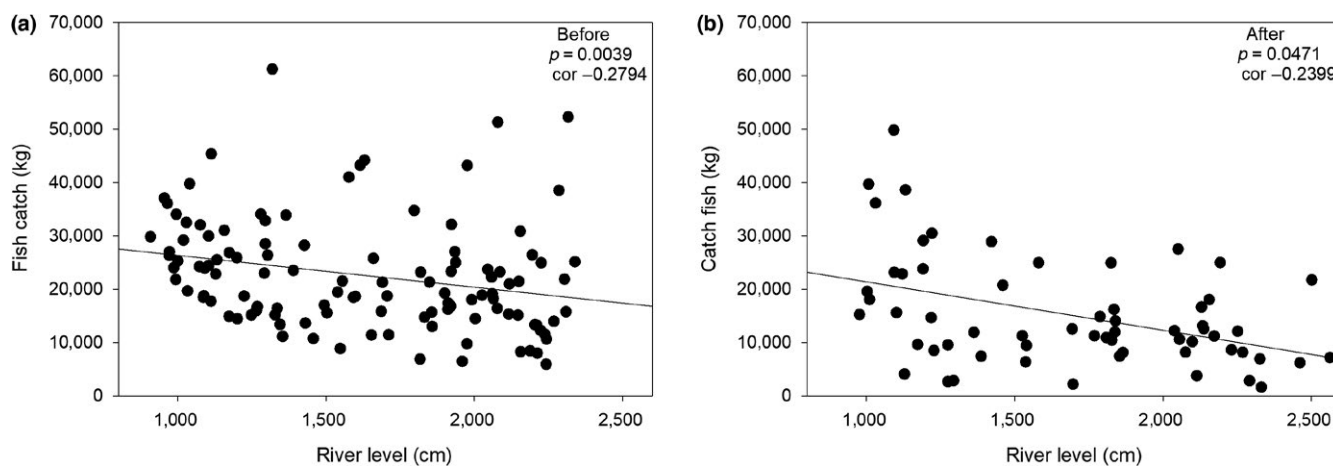 (a)
Before
p = 0.0039
cor −0.2794
70,000
60,000
50,000
40,000
30,000
20,000
10,000
0
Fish catch (kg)
1,000 1,500 2,000 2,500
River level (cm)
(b)
After
p = 0.0471
cor −0.2399
70,000
60,000
50,000
40,000
30,000
20,000
10,000
0
Catch fish (kg)
1,000 1,500 2,000 2,500
River level (cm)